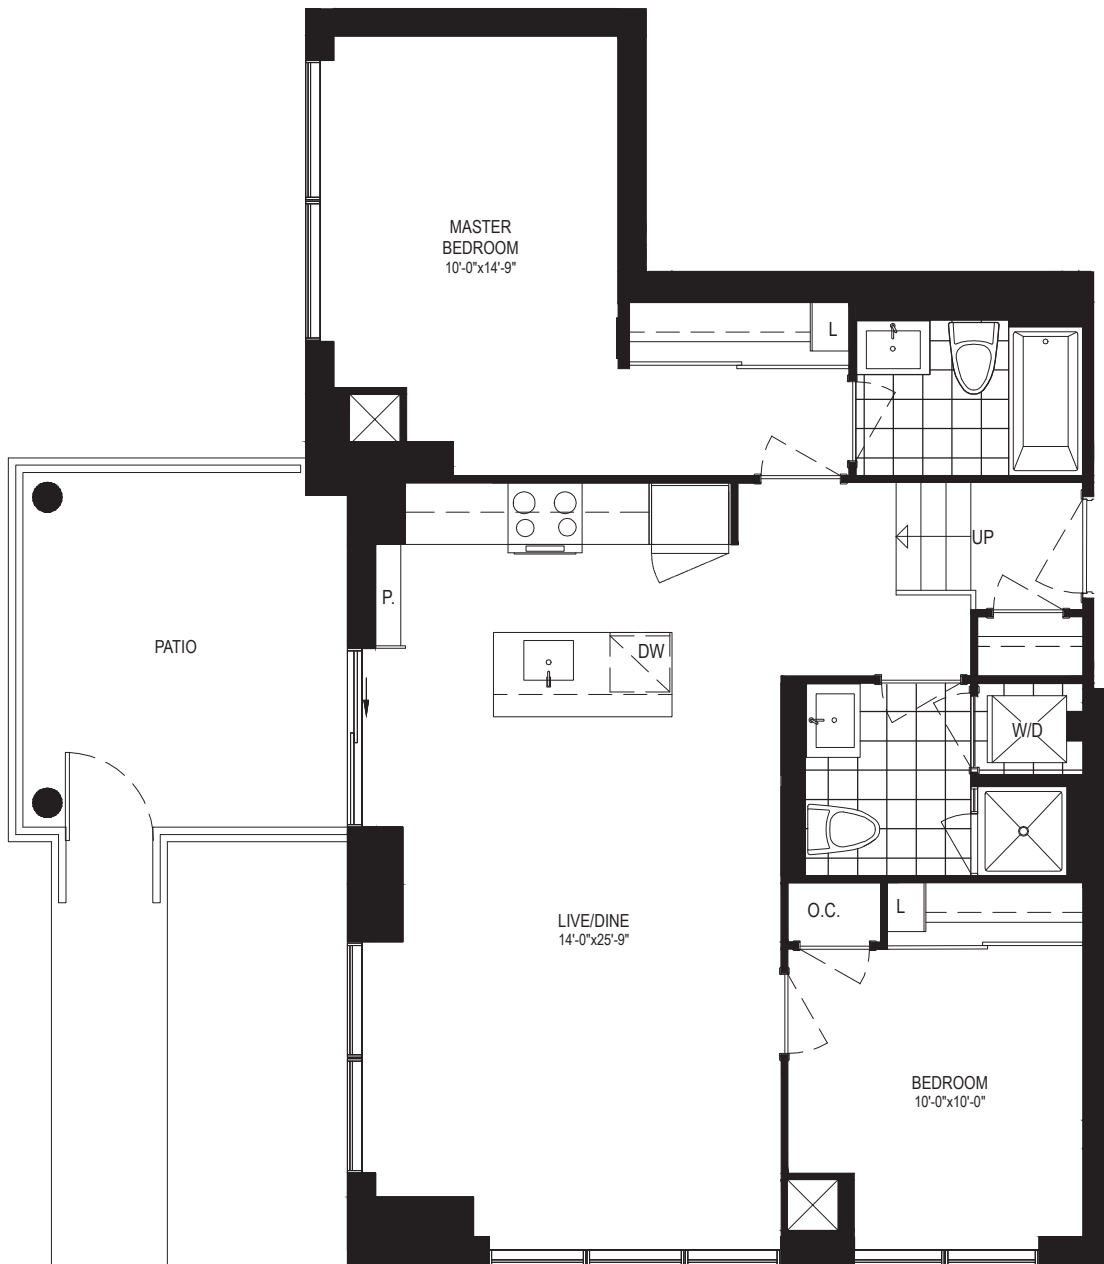 MASTER
BEDROOM
10'-0"x14'-9"
L
UP
P.
PATIO
DW
W/D
O.C.
L
LIVE/DINE
14'-0"x25'-9"
BEDROOM
10'-0"x10'-0"